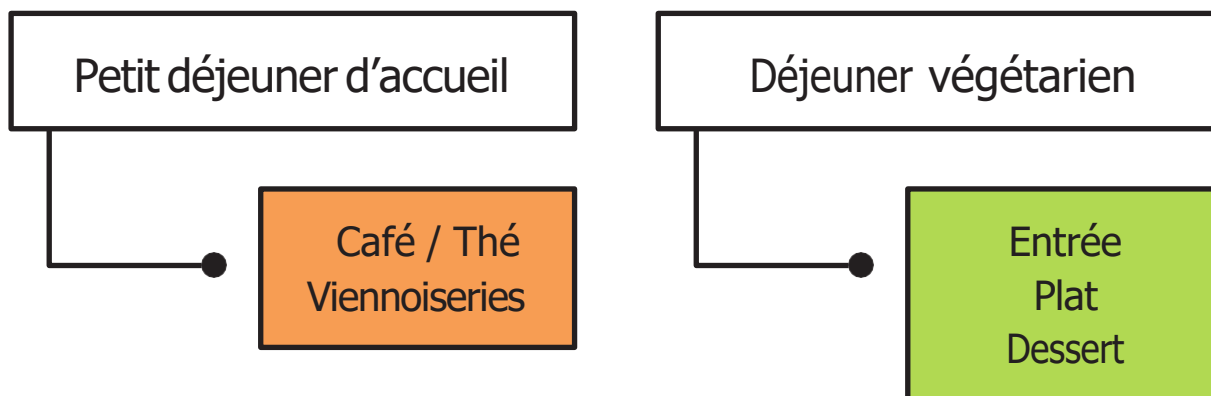 Petit déjeuner d’accueil
Café / Thé
Viennoiseries
Déjeuner végétarien
Entrée
Plat
Dessert